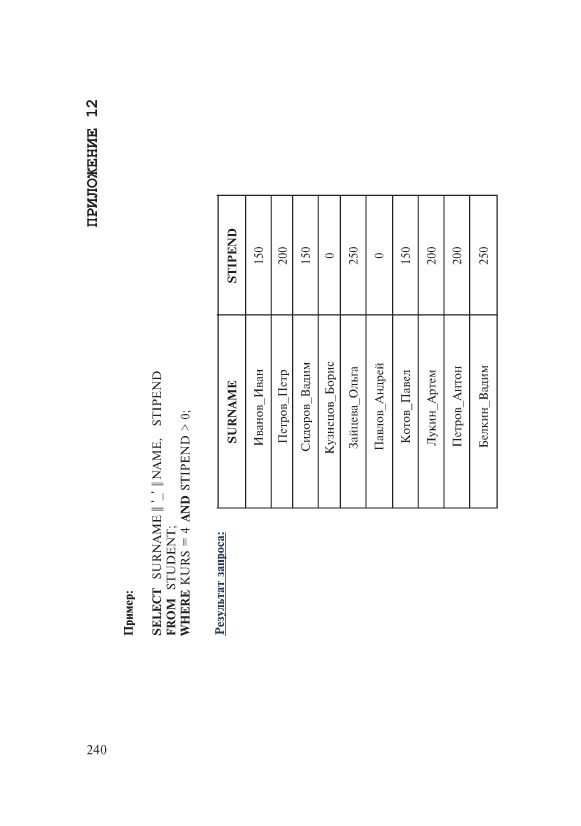 ПРИЛОЖЕНИЕ 12
Пример:
SELECT SURNAME || '_' || NAME, STIPEND
FROM STUDENT;
WHERE KURS = 4 AND STIPEND > 0;
Результат запроса:
SURNAME STIPEND
Иванов_Иван 150
Петров_Петр 200
Сидоров_Вадим 150
Кузнецов_Борис 0
Зайцева_Ольга 250
Павлов_Андрей 0
Котов_Павел 150
Лукин_Артем 200
Петров_Антон 200
Белкин_Вадим 250
240